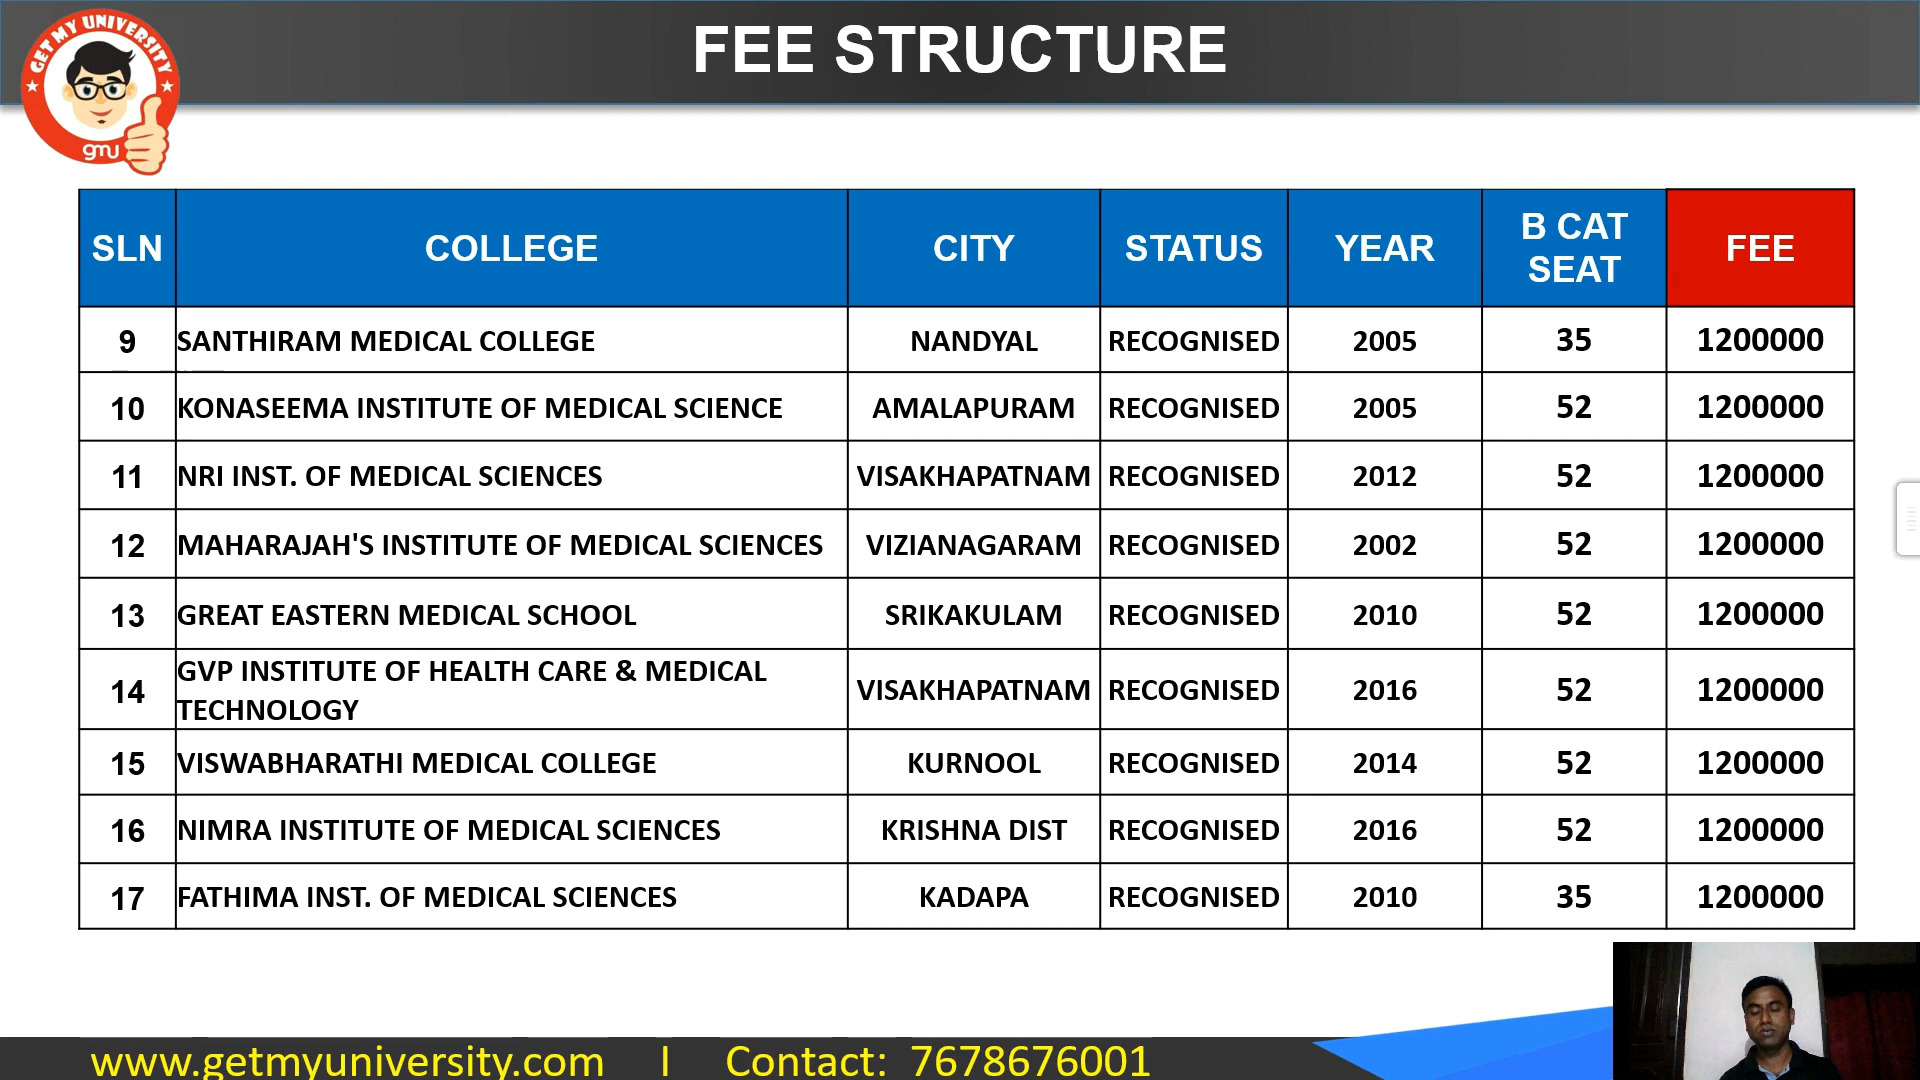 GET MY UNIVERSITY
gmu
FEE STRUCTURE
SLN COLLEGE CITY STATUS YEAR B CAT SEAT FEE
9 SANTHIRAM MEDICAL COLLEGE NANDYAL RECOGNISED 2005 35 1200000
10 KONASEEMA INSTITUTE OF MEDICAL SCIENCE AMALAPURAM RECOGNISED 2005 52 1200000
11 NRI INST. OF MEDICAL SCIENCES VISAKHAPATNAM RECOGNISED 2012 52 1200000
12 MAHARAJAH'S INSTITUTE OF MEDICAL SCIENCES VIZIANAGARAM RECOGNISED 2002 52 1200000
13 GREAT EASTERN MEDICAL SCHOOL SRIKAKULAM RECOGNISED 2010 52 1200000
14 GVP INSTITUTE OF HEALTH CARE & MEDICAL TECHNOLOGY VISAKHAPATNAM RECOGNISED 2016 52 1200000
15 VISWABHARATHI MEDICAL COLLEGE KURNOOL RECOGNISED 2014 52 1200000
16 NIMRA INSTITUTE OF MEDICAL SCIENCES KRISHNA DIST RECOGNISED 2016 52 1200000
17 FATHIMA INST. OF MEDICAL SCIENCES KADAPA RECOGNISED 2010 35 1200000
www.getmyuniversity.com I Contact: 7678676001